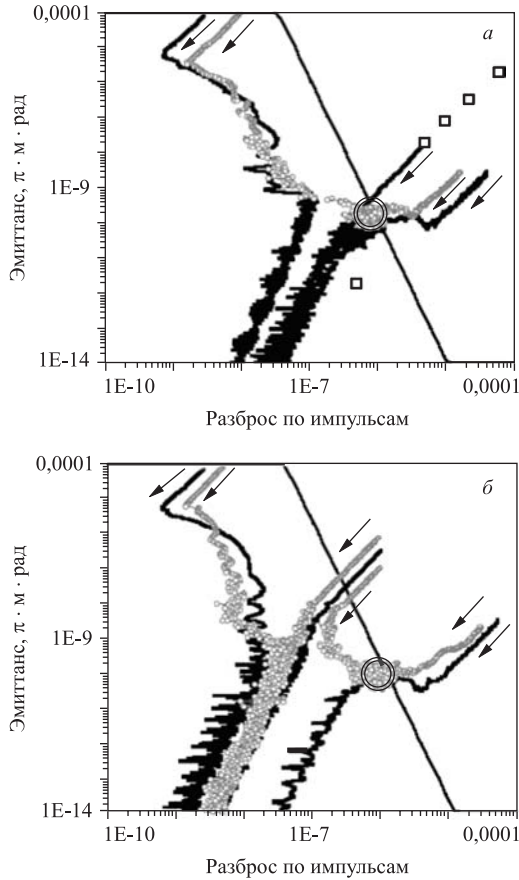 0,0001
а
Эмиттанс, π · м · рад
1E-9
1E-14
1E-10
1E-7
0,0001
Разброс по импульсам
0,0001
б
Эмиттанс, π · м · рад
1E-9
1E-14
1E-10
1E-7
0,0001
Разброс по импульсам